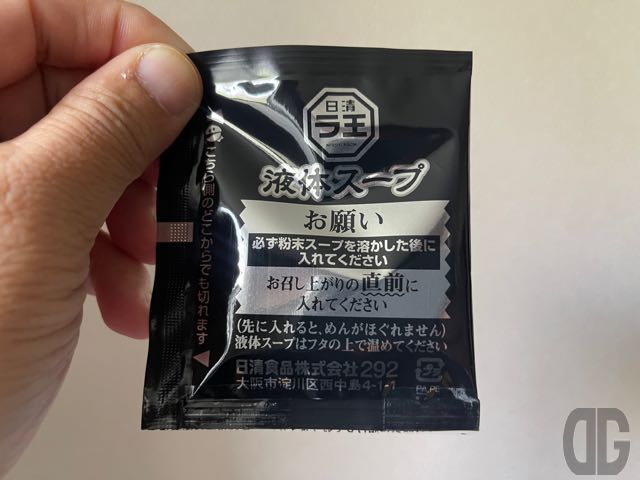 日清
ラ王
液体スープ
お願い
必ず粉末スープを溶かした後に
入れてください
お召し上がりの直前に
入れてください
(先に入れると、めんがほぐれません)
液体スープはフタの上で温めてください
日清食品株式会社292
大阪市淀川区西中島4-1-1
PA,PE
こちら側のどこからでも切れます
DG